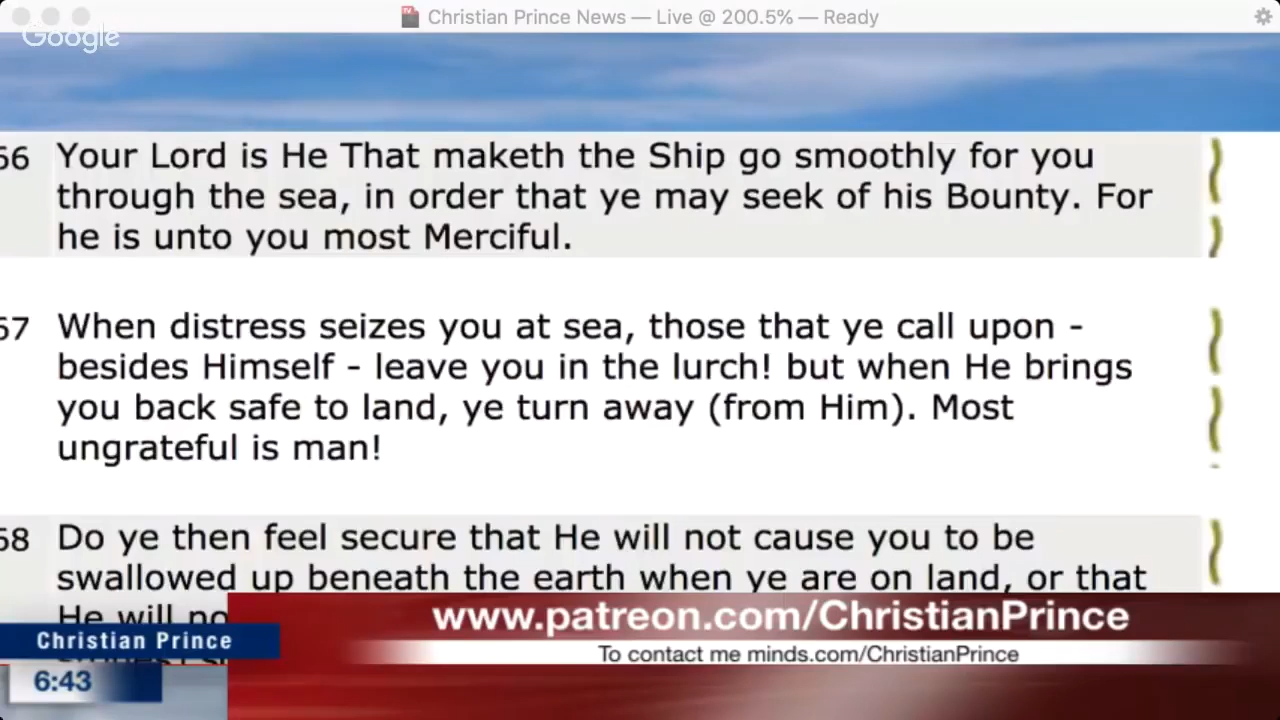 Christian Prince News — Live @ 200.5% — Ready
Google
66 Your Lord is He That maketh the Ship go smoothly for you
through the sea, in order that ye may seek of his Bounty. For
he is unto you most Merciful.
67 When distress seizes you at sea, those that ye call upon -
besides Himself - leave you in the lurch! but when He brings
you back safe to land, ye turn away (from Him). Most
ungrateful is man!
68 Do ye then feel secure that He will not cause you to be
swallowed up beneath the earth when ye are on land, or that
He will no
www.patreon.com/ChristianPrince
Christian Prince
To contact me minds.com/ChristianPrince
6:43